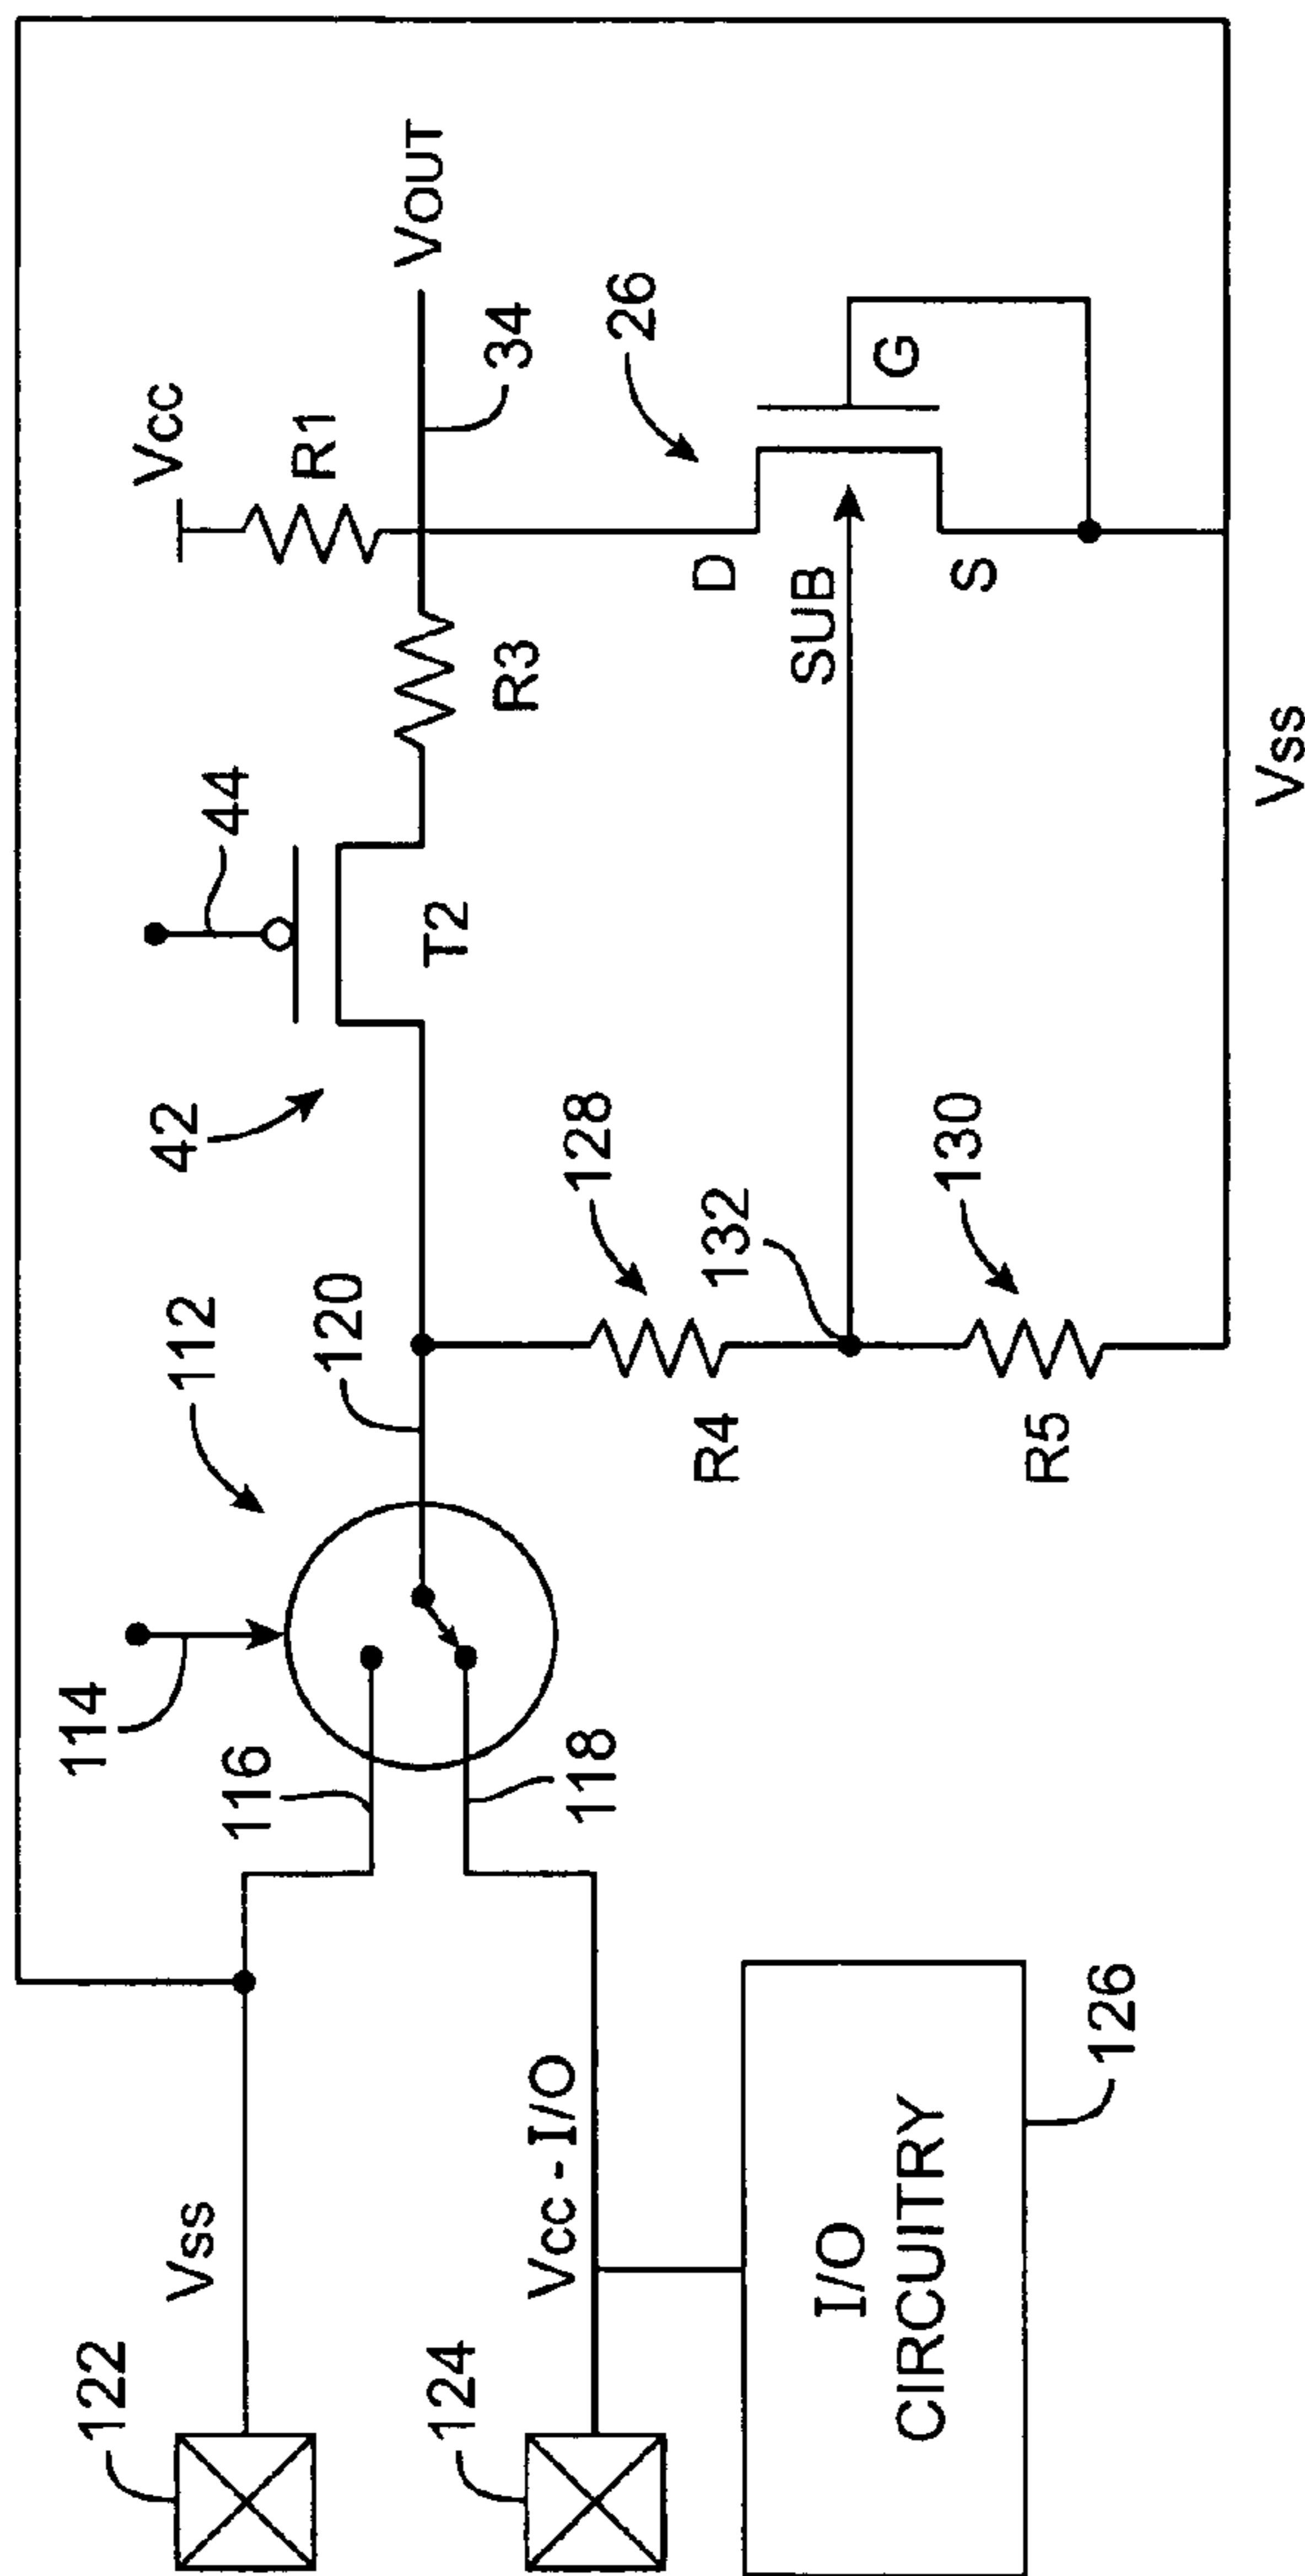 122
Vss
124
Vcc - I/O
I/O
CIRCUITRY
126
114
116
118
112
120
R4
128
132
R5
130
42
44
T2
R3
Vcc
R1
VOUT
34
26
D
G
SUB
S
Vss